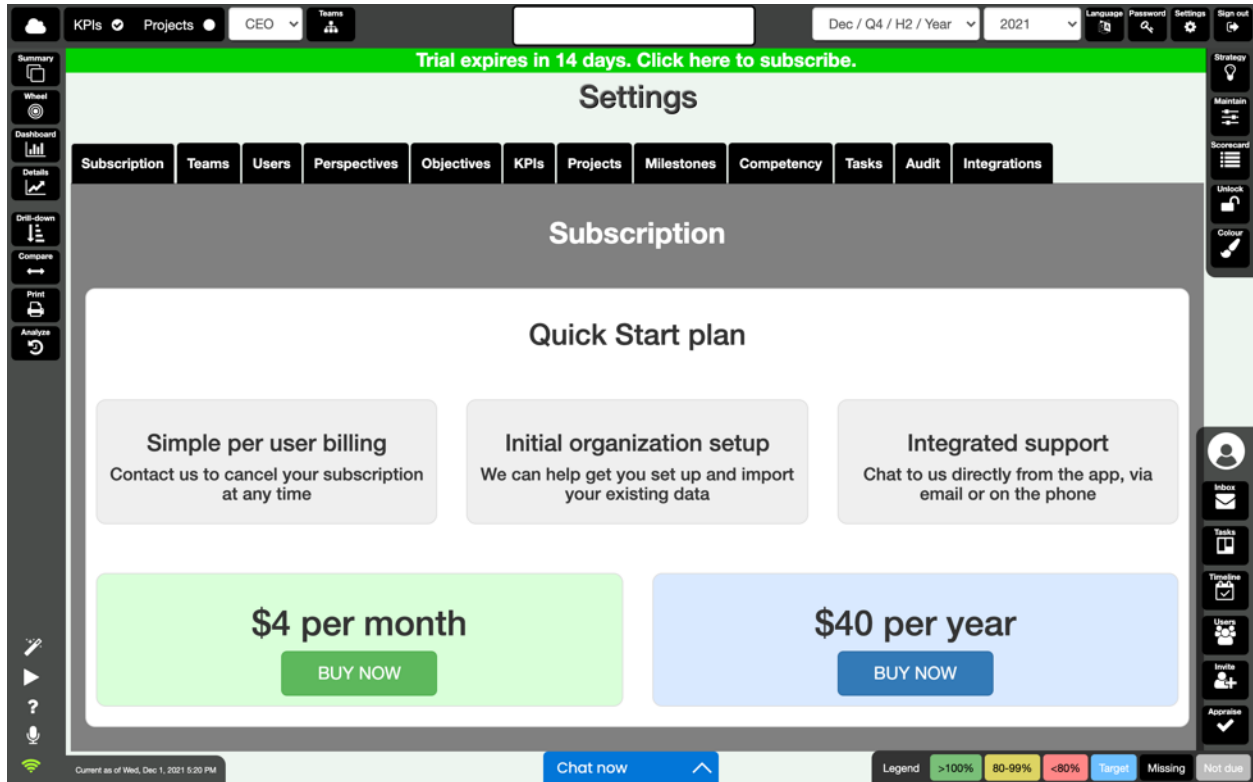 KPIs Projects CEO Teams Dec / Q4 / H2 / Year 2021 Language Password Settings Sign out
Trial expires in 14 days. Click here to subscribe.
Settings
Summary
Wheel
Dashboard
Details
Drill-down
Compare
Print
Analyze
Subscription Teams Users Perspectives Objectives KPIs Projects Milestones Competency Tasks Audit Integrations
Subscription
Quick Start plan
Simple per user billing
Contact us to cancel your subscription
at any time
Initial organization setup
We can help get you set up and import
your existing data
Integrated support
Chat to us directly from the app, via
email or on the phone
$4 per month
BUY NOW
$40 per year
BUY NOW
Strategy
Maintain
Scorecard
Unlock
Colour
Inbox
Tasks
Timeline
Users
Invite
Appraise
?
Current as of Wed, Dec 1, 2021 5:20 PM
Chat now
Legend >100% 80-99% <80% Target Missing Not due